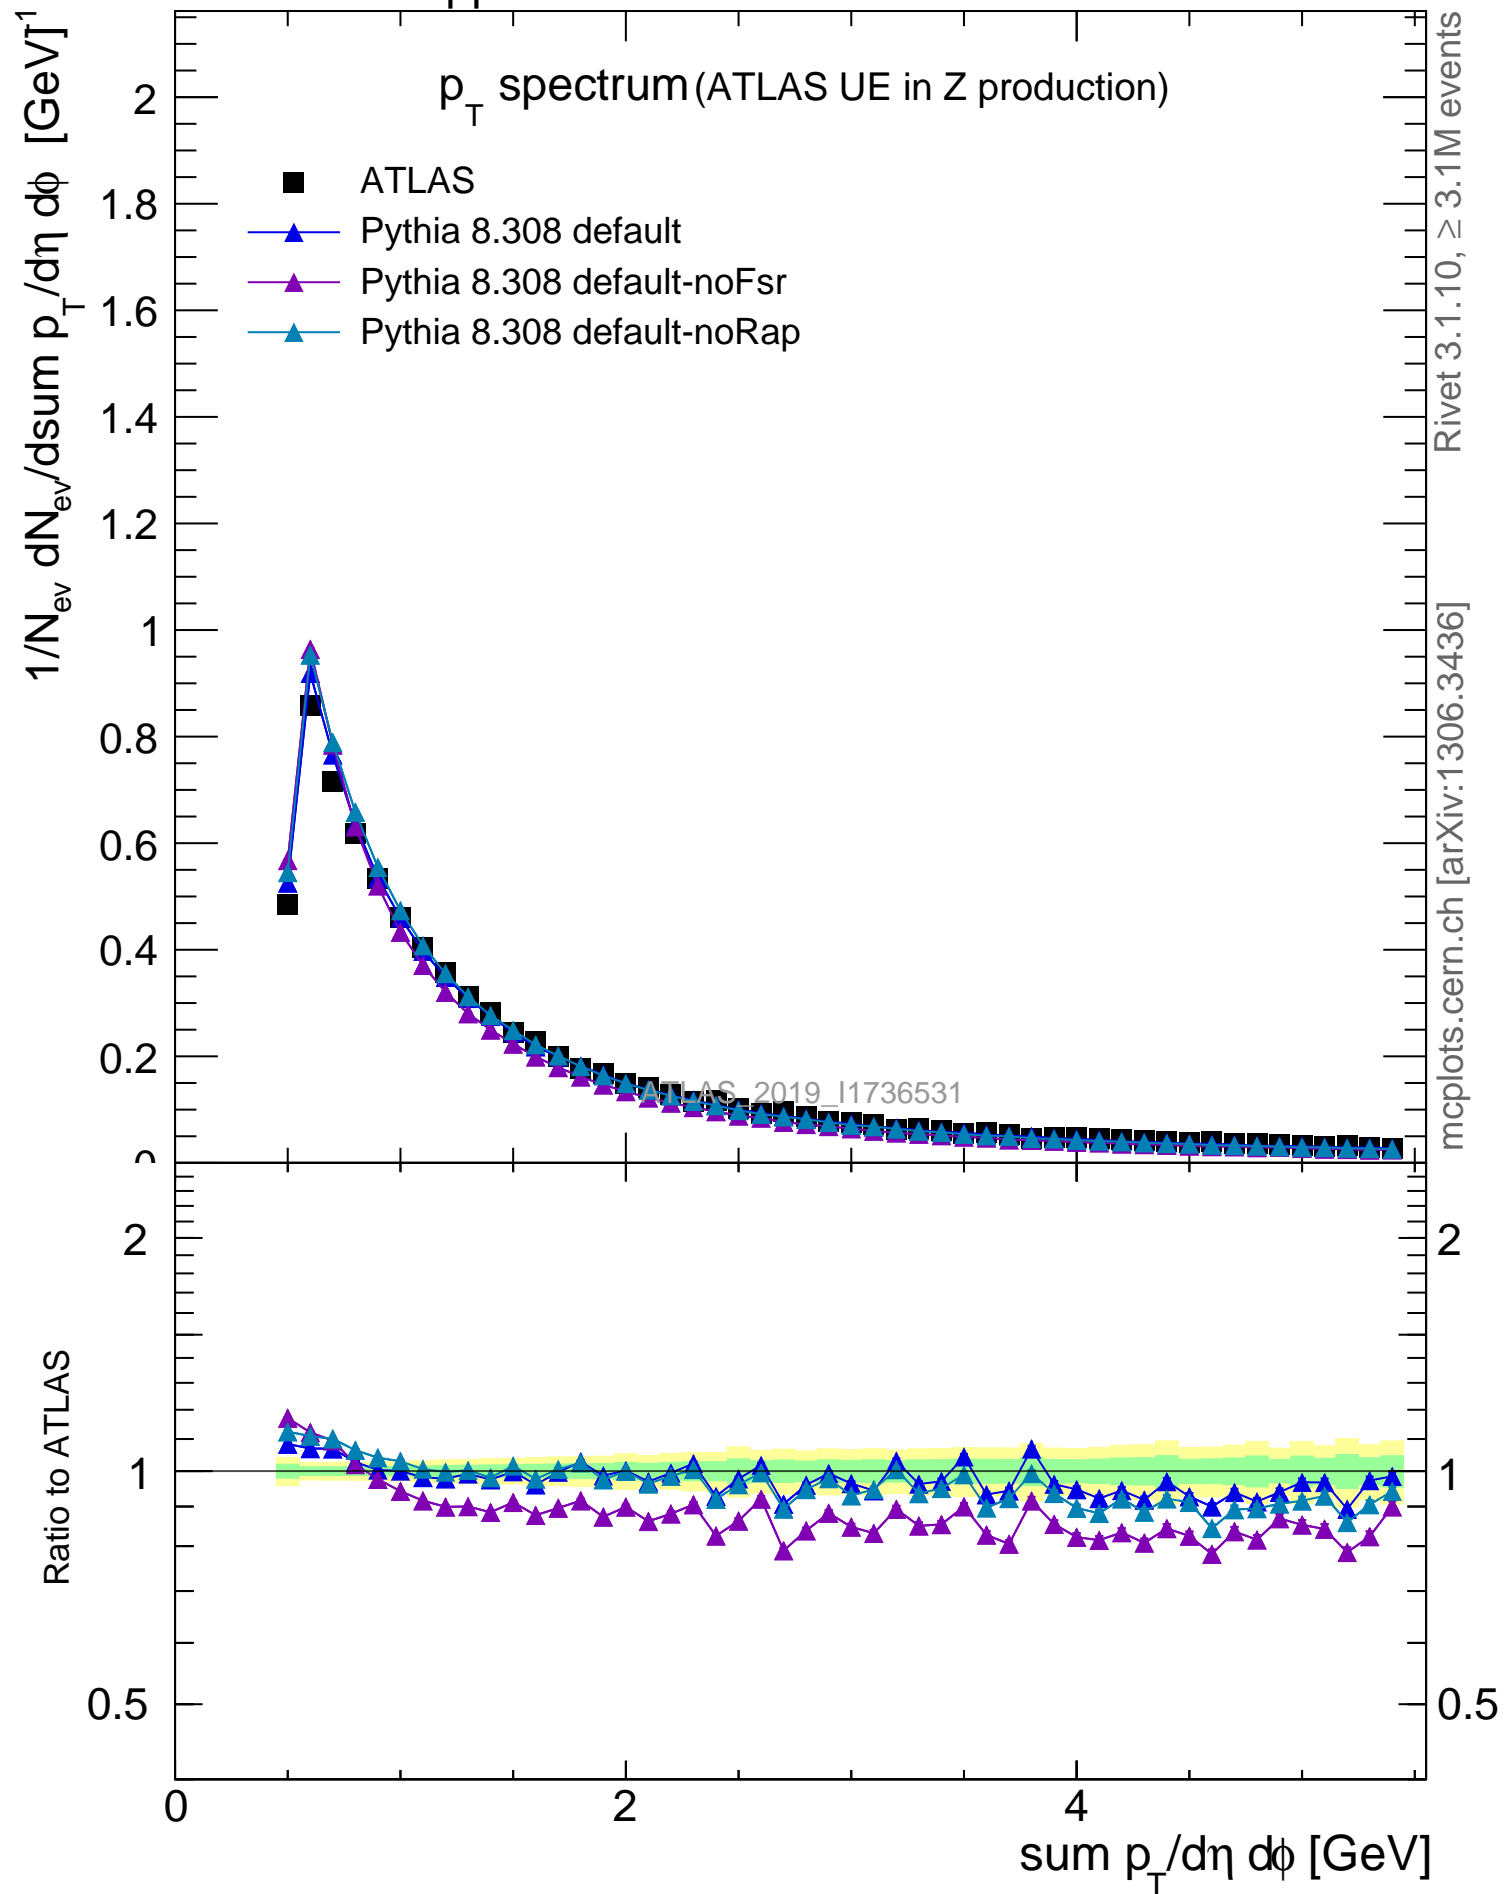 p_T spectrum (ATLAS UE in Z production)
ATLAS
Pythia 8.308 default
Pythia 8.308 default-noFsr
Pythia 8.308 default-noRap
1/N_ev dN_ev/dsum p_T/dη dϕ [GeV]^-1
2
1.8
1.6
1.4
1.2
1
0.8
0.6
0.4
0.2
0
ATLAS_2019_I1736531
Rivet 3.1.10, ≥ 3.1M events
mcplots.cern.ch [arXiv:1306.3436]
Ratio to ATLAS
2
1
0.5
2
1
0.5
0
2
4
sum p_T/dη dϕ [GeV]